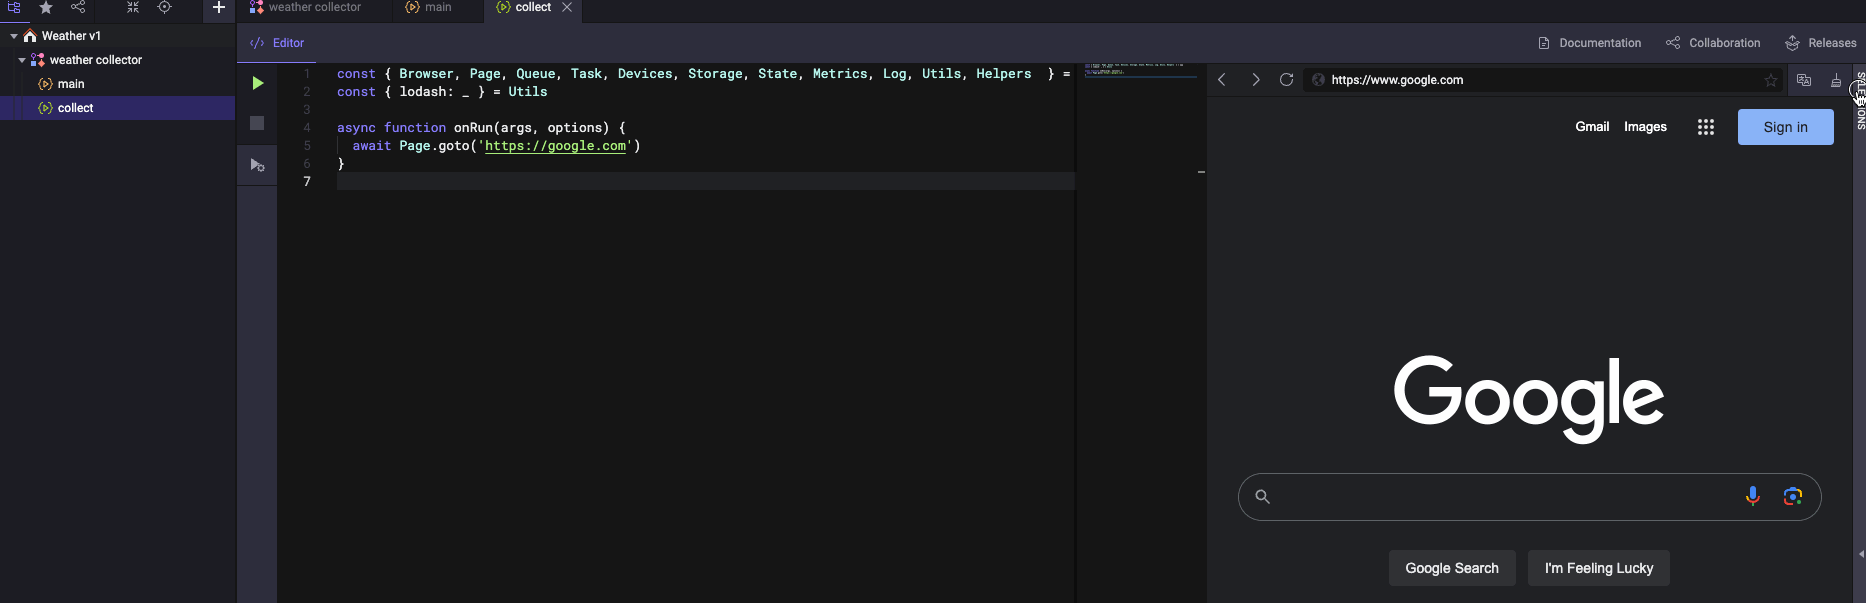 weather collector
main
collect
Weather v1
weather collector
main
collect
Editor
Documentation
Collaboration
Releases
1 const { Browser, Page, Queue, Task, Devices, Storage, State, Metrics, Log, Utils, Helpers } =
2 const { lodash: _ } = Utils
3
4 async function onRun(args, options) {
5 await Page.goto('https://google.com')
6 }
7
https://www.google.com
Gmail Images
Sign in
Google
Google Search
I'm Feeling Lucky